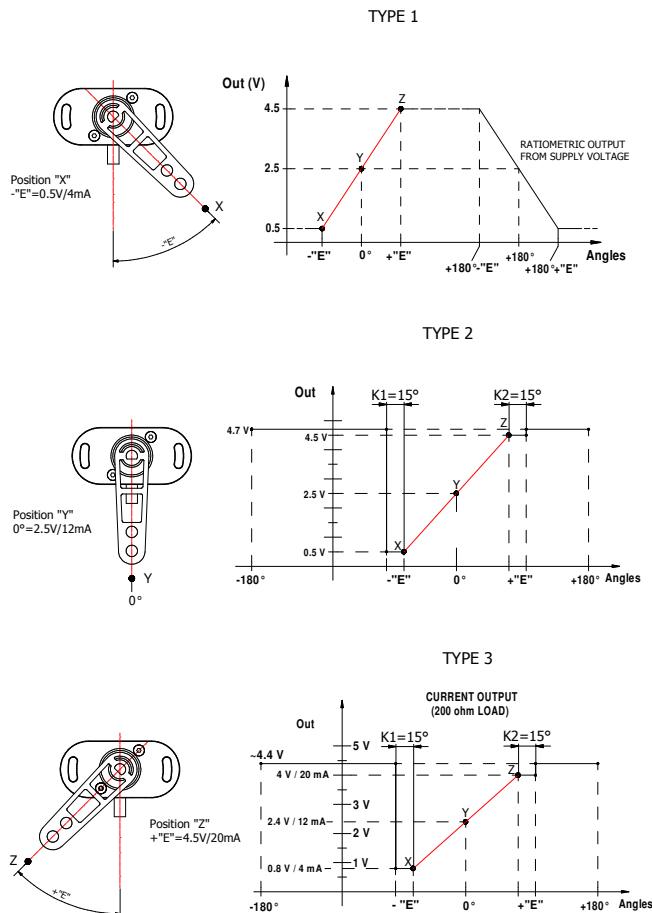 TYPE 1
Out (V)
4.5
2.5
0.5
X
Y
Z
RATIOMETRIC OUTPUT
FROM SUPPLY VOLTAGE
-"E"
0°
+"E"
+180°-"E"
+180°
+180°+"E"
Angles
Position "X"
-"E"=0.5V/4mA
X
-"E"
TYPE 2
Out
K1=15°
K2=15°
4.7 V
4.5 V
2.5 V
0.5 V
X
Y
Z
-180°
-"E"
0°
+"E"
+180°
Angles
Position "Y"
0°=2.5V/12mA
Y
0°
TYPE 3
CURRENT OUTPUT
(200 ohm LOAD)
Out
K1=15°
K2=15°
5 V
~4.4 V
4 V / 20 mA
3 V
2.4 V / 12 mA
2 V
1 V
0.8 V / 4 mA
X
Y
Z
-180°
- "E"
0°
+"E"
+180°
Angles
Position "Z"
+"E"=4.5V/20mA
Z
+"E"